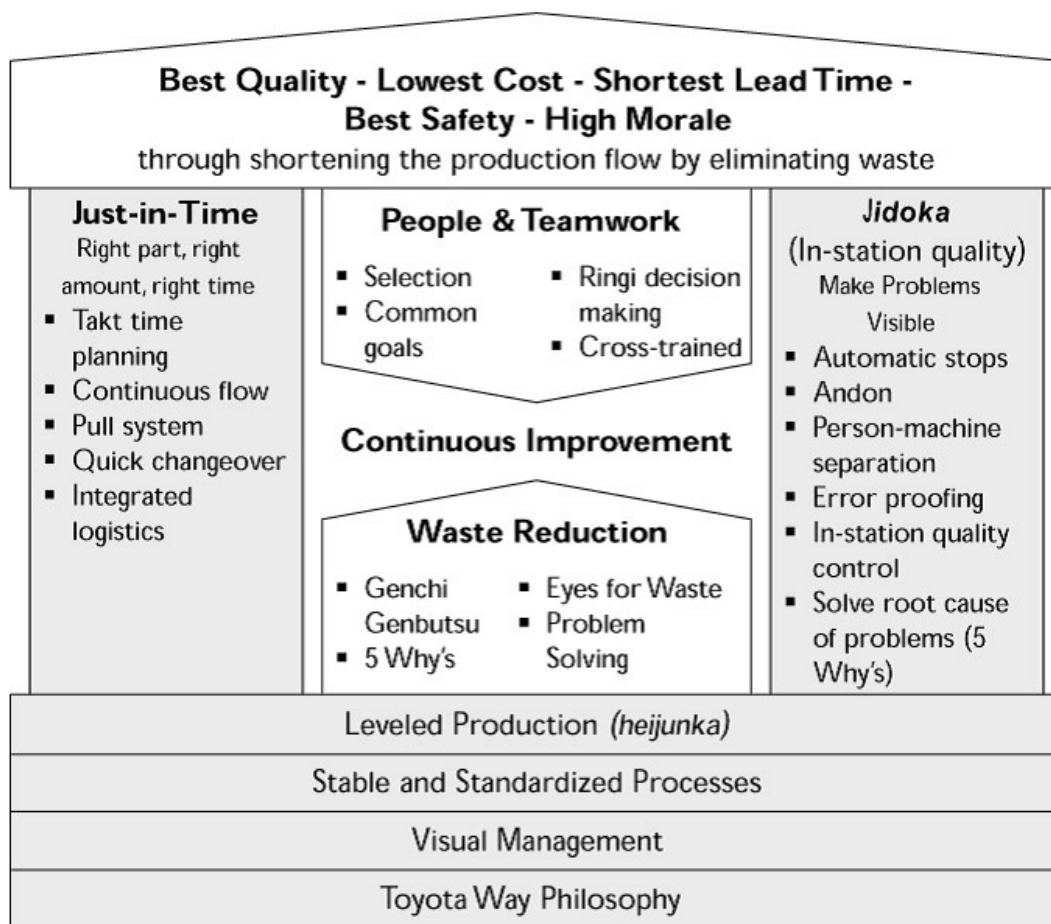 Best Quality - Lowest Cost - Shortest Lead Time -
Best Safety - High Morale
through shortening the production flow by eliminating waste
Just-in-Time
Right part, right
amount, right time
▪ Takt time
planning
▪ Continuous flow
▪ Pull system
▪ Quick changeover
▪ Integrated
logistics
People & Teamwork
▪ Selection
▪ Common
goals
▪ Ringi decision
making
▪ Cross-trained
Continuous Improvement
Waste Reduction
▪ Genchi
Genbutsu
▪ 5 Why's
▪ Eyes for Waste
▪ Problem
Solving
Jidoka
(In-station quality)
Make Problems
Visible
▪ Automatic stops
▪ Andon
▪ Person-machine
separation
▪ Error proofing
▪ In-station quality
control
▪ Solve root cause
of problems (5
Why's)
Leveled Production (heijunka)
Stable and Standardized Processes
Visual Management
Toyota Way Philosophy